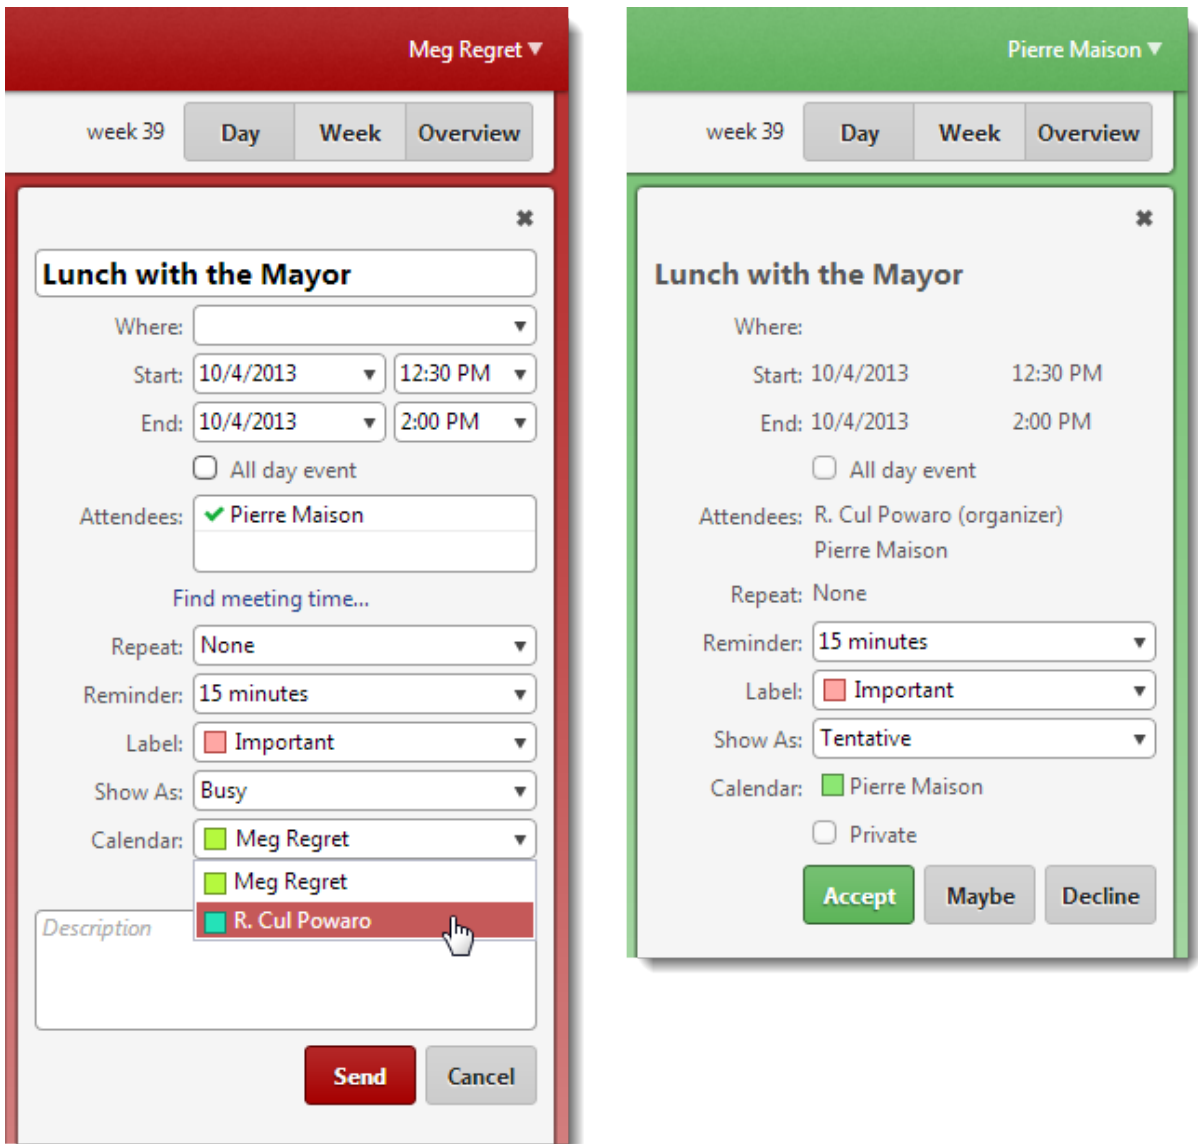 Meg Regret
week 39 Day Week Overview
Lunch with the Mayor
Where:
Start: 10/4/2013 12:30 PM
End: 10/4/2013 2:00 PM
All day event
Attendees: Pierre Maison
Find meeting time...
Repeat: None
Reminder: 15 minutes
Label: Important
Show As: Busy
Calendar: Meg Regret
Meg Regret
R. Cul Powaro
Description
Send Cancel
Pierre Maison
week 39 Day Week Overview
Lunch with the Mayor
Where:
Start: 10/4/2013 12:30 PM
End: 10/4/2013 2:00 PM
All day event
Attendees: R. Cul Powaro (organizer)
Pierre Maison
Repeat: None
Reminder: 15 minutes
Label: Important
Show As: Tentative
Calendar: Pierre Maison
Private
Accept Maybe Decline